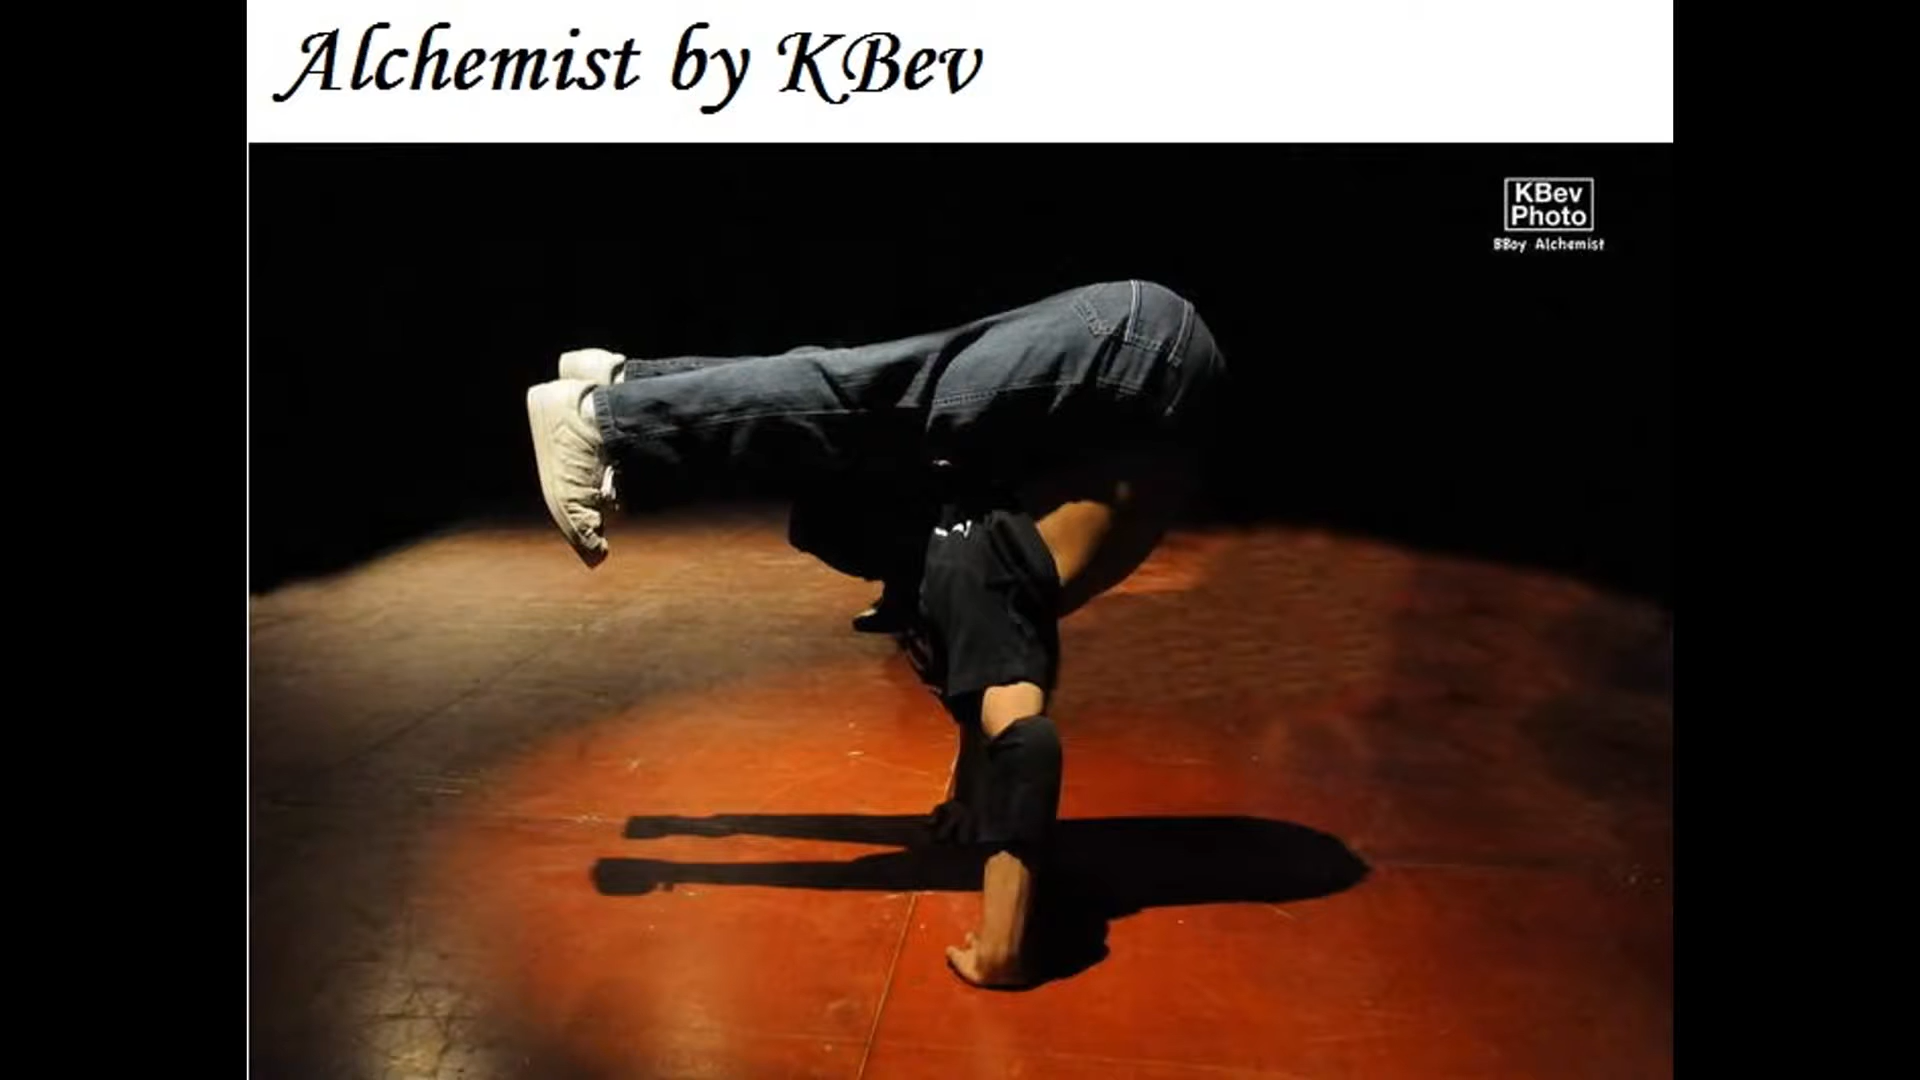 Alchemist by KBev
KBev
Photo
BBoy Alchemist